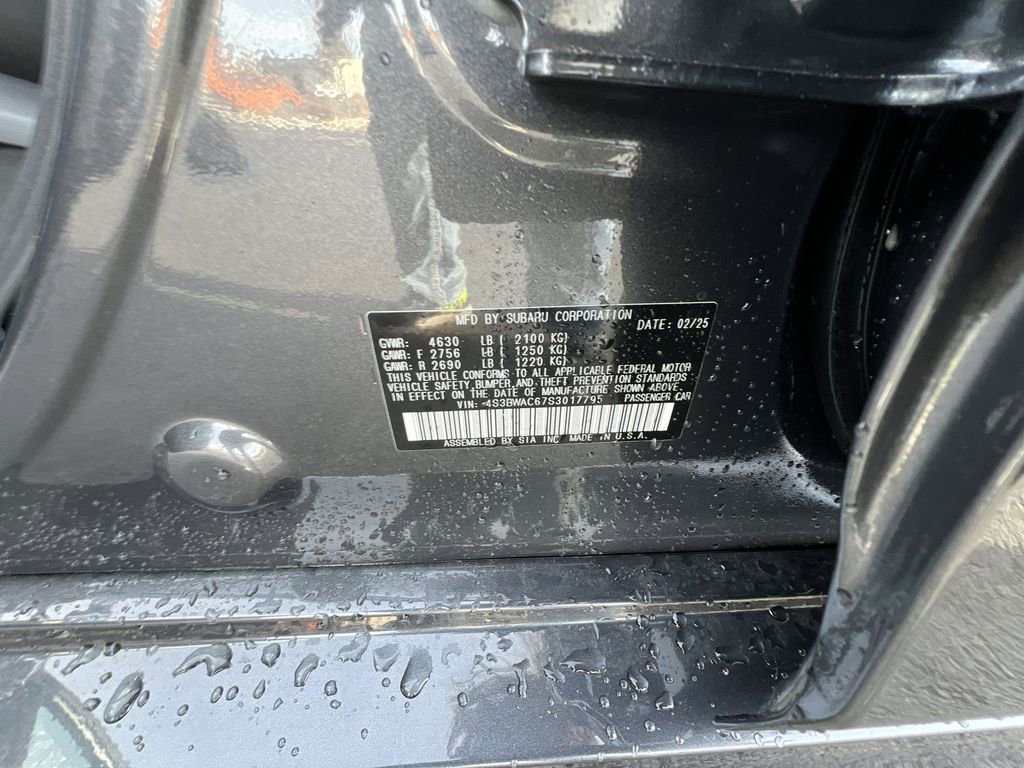 MFD BY SUBARU CORPORATION
DATE: 02/25
GVWR: 4630 LB ( 2100 KG)
GAWR: F 2756 LB ( 1250 KG)
GAWR: R 2690 LB ( 1220 KG)
THIS VEHICLE CONFORMS TO ALL APPLICABLE FEDERAL MOTOR
VEHICLE SAFETY, BUMPER, AND THEFT PREVENTION STANDARDS
IN EFFECT ON THE DATE OF MANUFACTURE SHOWN ABOVE.
VIN: 4S3BWAC67S3017795 PASSENGER CAR
ASSEMBLED BY SIA INC MADE IN U.S.A.